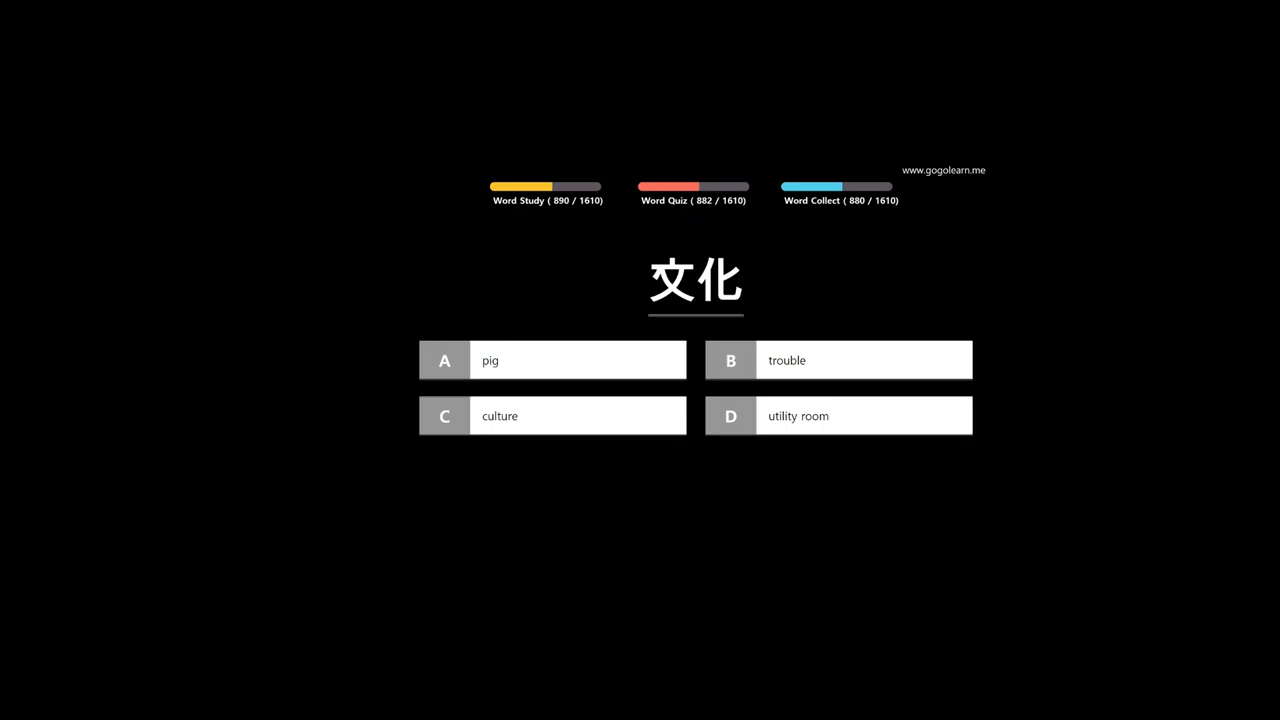 www.gogolearn.me
Word Study ( 890 / 1610)
Word Quiz ( 882 / 1610)
Word Collect ( 880 / 1610)
文化
A pig
B trouble
C culture
D utility room